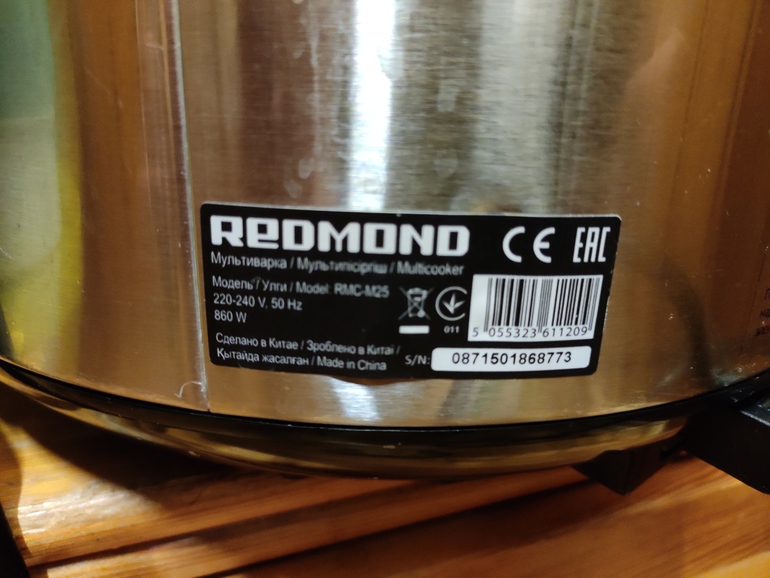 REDMOND CE EAC
Мультиварка / Мультипісіргіш / Multicooker
Модель / Улги / Model: RMC-M25
220-240 V, 50 Hz
860 W
011
5 055323 611209
Сделано в Китае / Зроблено в Китаї /
Қытайда жасалған / Made in China
S/N: 0871501868773